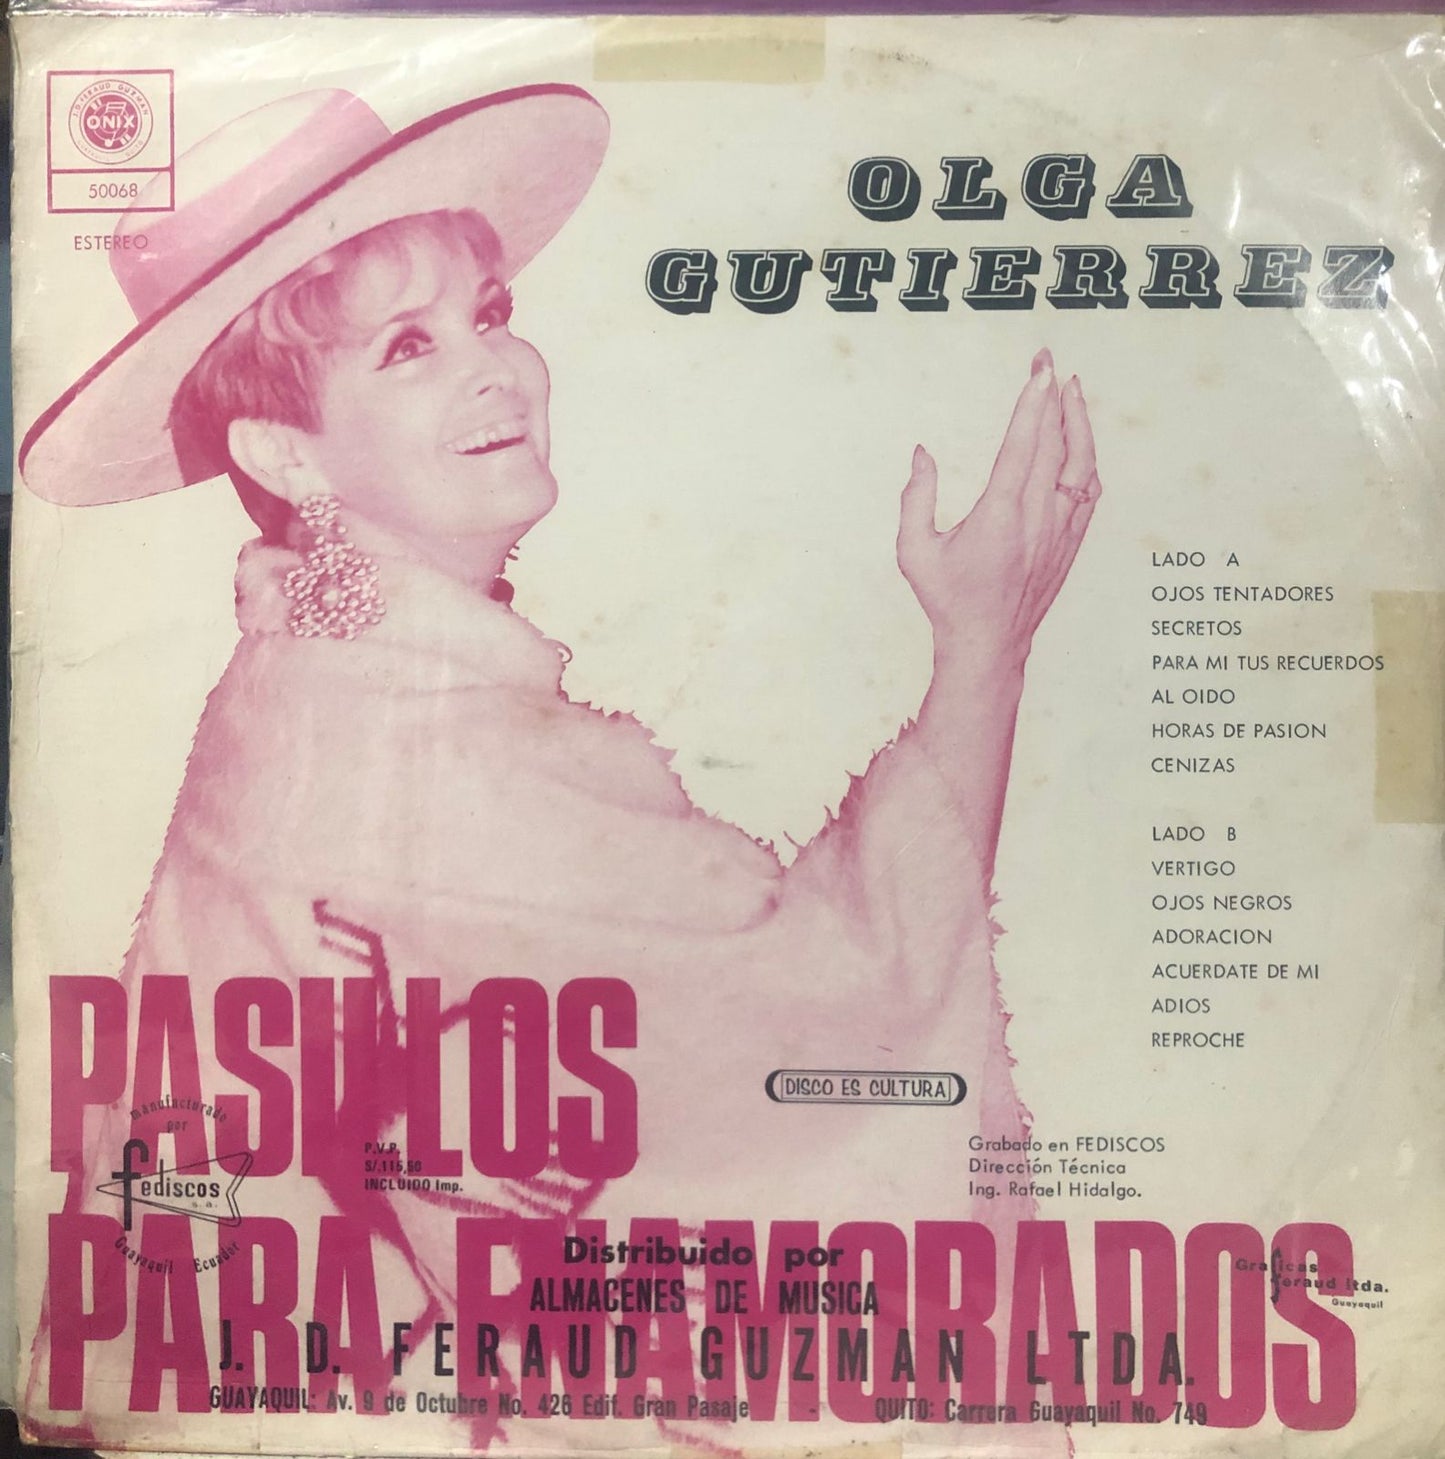 J.D. FERAUD GUZMAN
ONIX
GUAYAQUIL QUITO
50068
ESTEREO
OLGA
GUTIERREZ
LADO A
OJOS TENTADORES
SECRETOS
PARA MI TUS RECUERDOS
AL OIDO
HORAS DE PASION
CENIZAS
LADO B
VERTIGO
OJOS NEGROS
ADORACION
ACUERDATE DE MI
ADIOS
REPROCHE
DISCO ES CULTURA
Grabado en FEDISCOS
Dirección Técnica
Ing. Rafael Hidalgo.
PASILLOS
PARA ENAMORADOS
manufacturado
por
fediscos
s.a.
Guayaquil Ecuador
P.V.P.
S/.115,50
INCLUIDO Imp.
Distribuido por
ALMACENES DE MUSICA
J. D. FERAUD GUZMAN LTDA.
GUAYAQUIL: Av. 9 de Octubre No. 426 Edif. Gran Pasaje - QUITO: Carrera Guayaquil No. 749
Graficas
feraud ltda.
Guayaquil